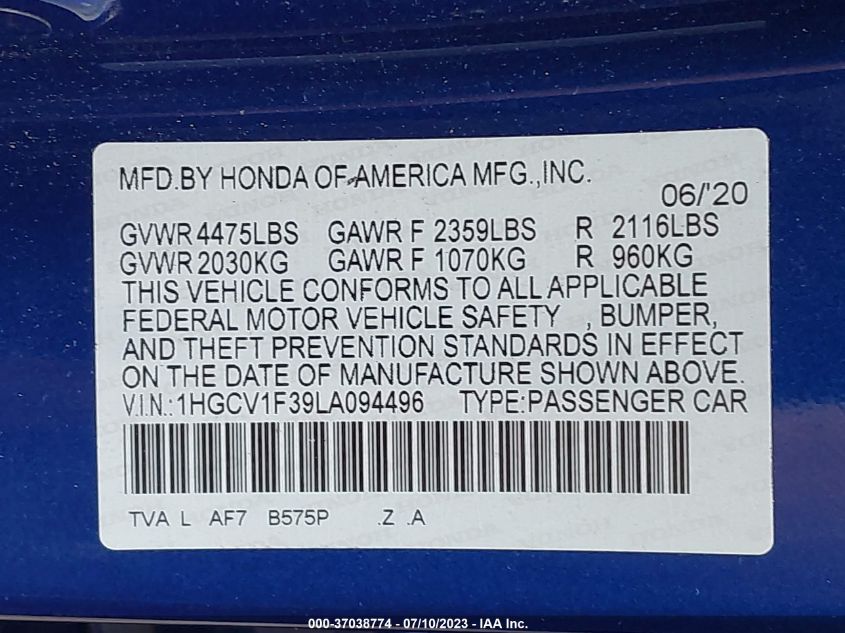 MFD.BY HONDA OF AMERICA MFG.,INC.
06/'20
GVWR 4475LBS GAWR F 2359LBS R 2116LBS
GVWR 2030KG GAWR F 1070KG R 960KG
THIS VEHICLE CONFORMS TO ALL APPLICABLE
FEDERAL MOTOR VEHICLE SAFETY , BUMPER,
AND THEFT PREVENTION STANDARDS IN EFFECT
ON THE DATE OF MANUFACTURE SHOWN ABOVE.
V.I.N.:1HGCV1F39LA094496 TYPE:PASSENGER CAR
TVA L AF7 B575P .Z .A
000-37038774 - 07/10/2023 - IAA Inc.